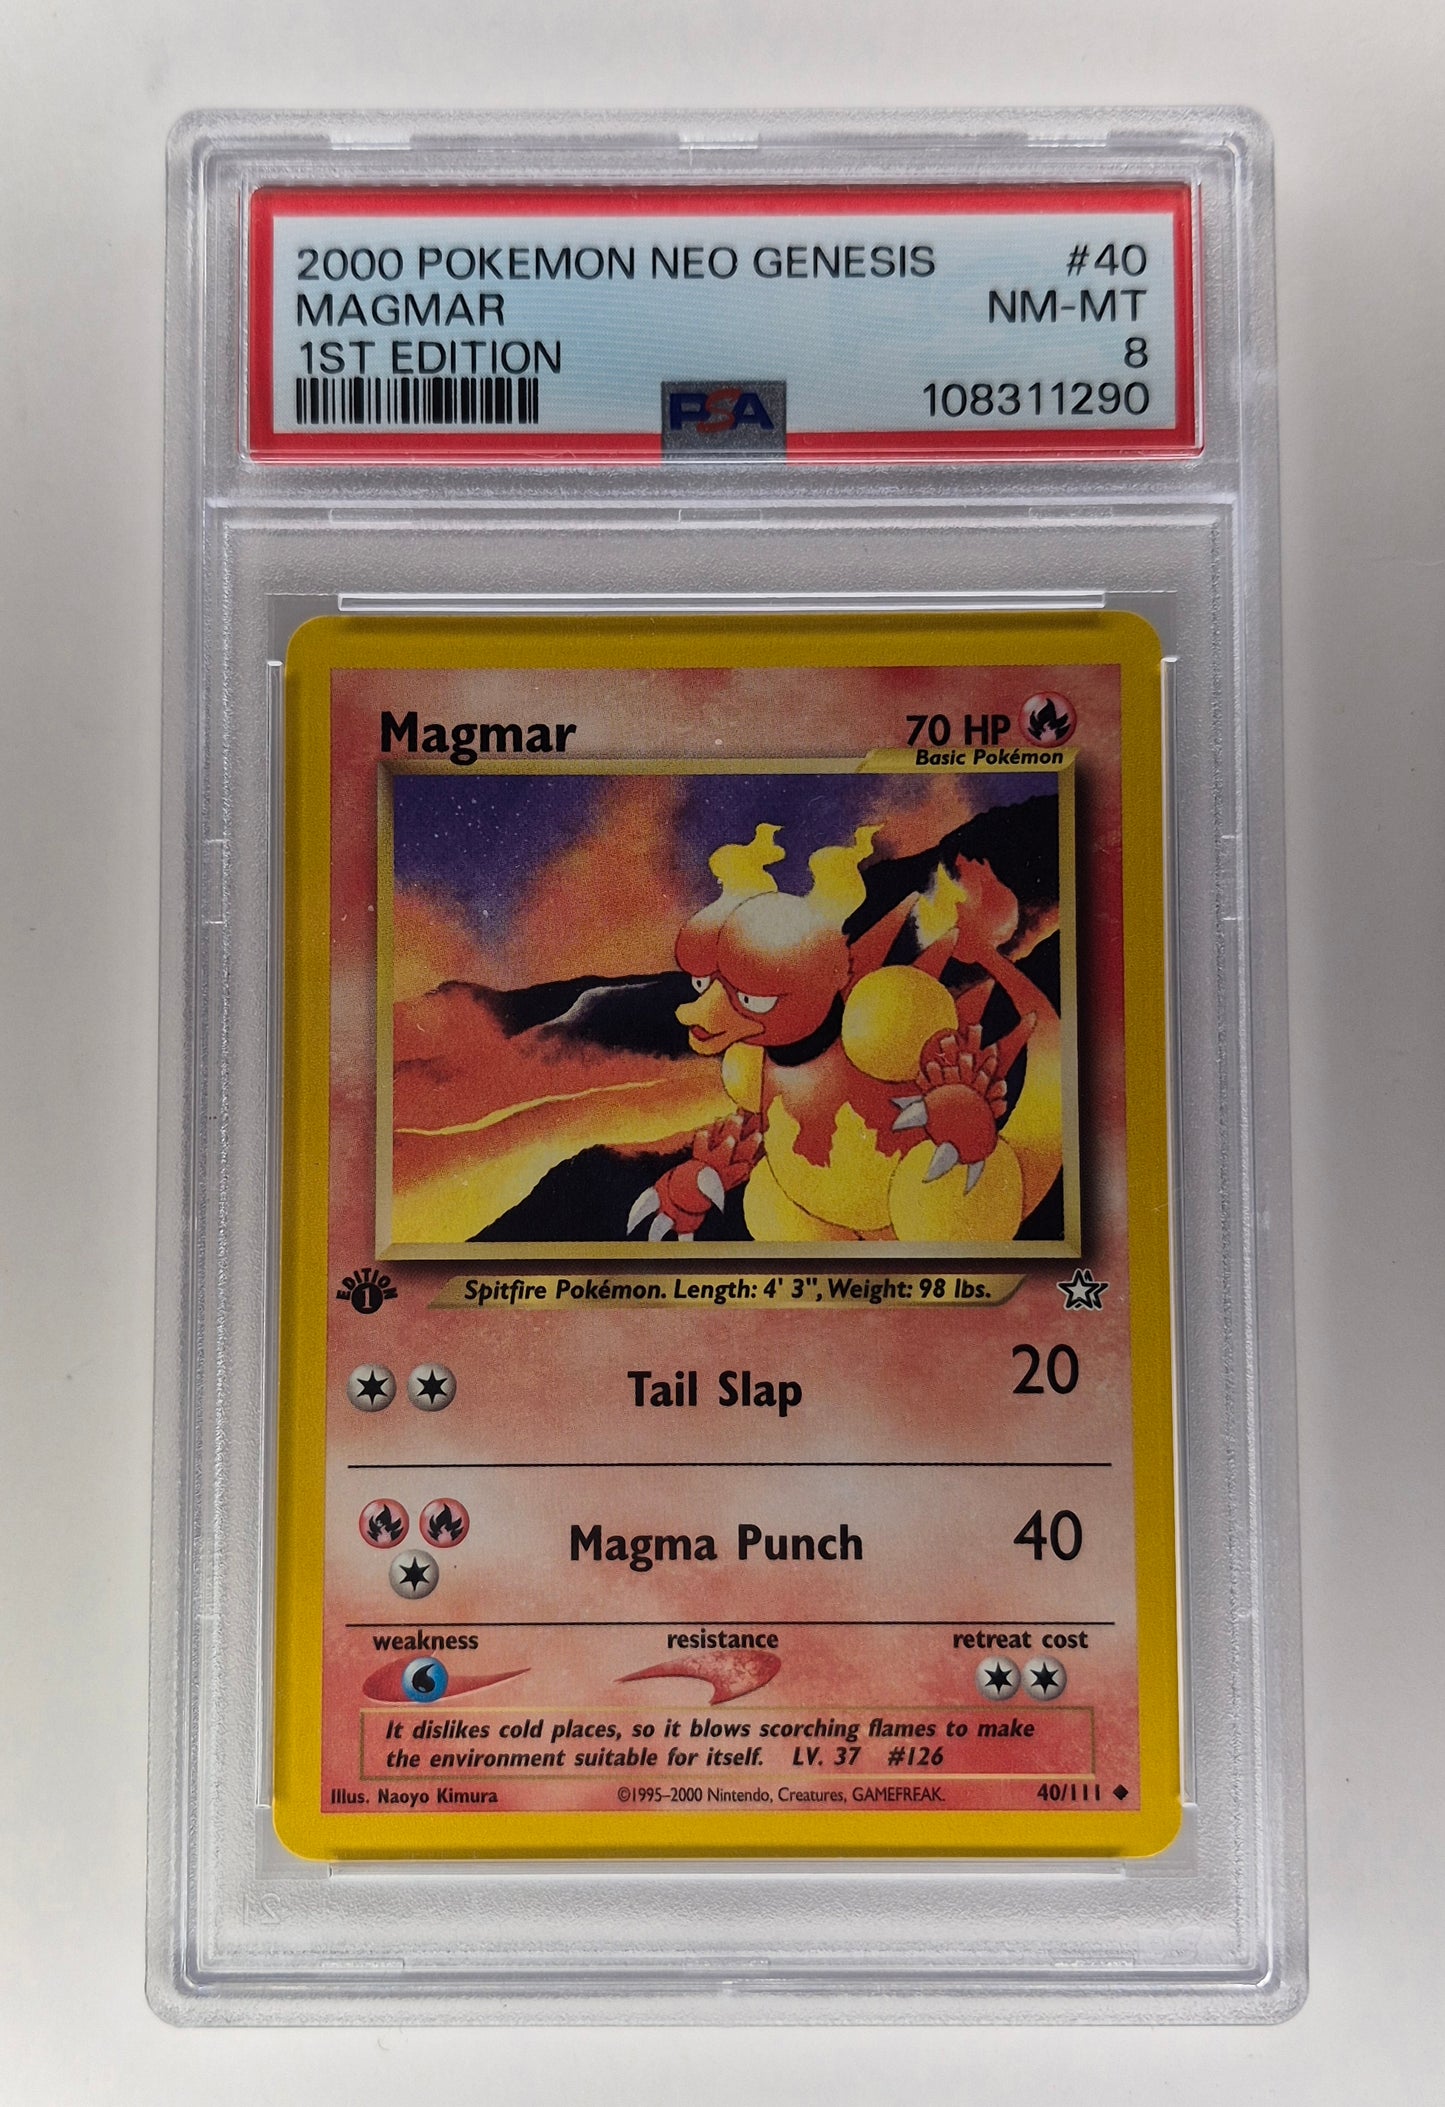 2000 POKEMON NEO GENESIS #40
MAGMAR NM-MT
1ST EDITION 8
PSA 108311290
Magmar 70 HP
Basic Pokémon
EDITION 1
Spitfire Pokémon. Length: 4' 3", Weight: 98 lbs.
Tail Slap 20
Magma Punch 40
weakness resistance retreat cost
It dislikes cold places, so it blows scorching flames to make
the environment suitable for itself. LV. 37 #126
Illus. Naoyo Kimura ©1995–2000 Nintendo, Creatures, GAMEFREAK. 40/111